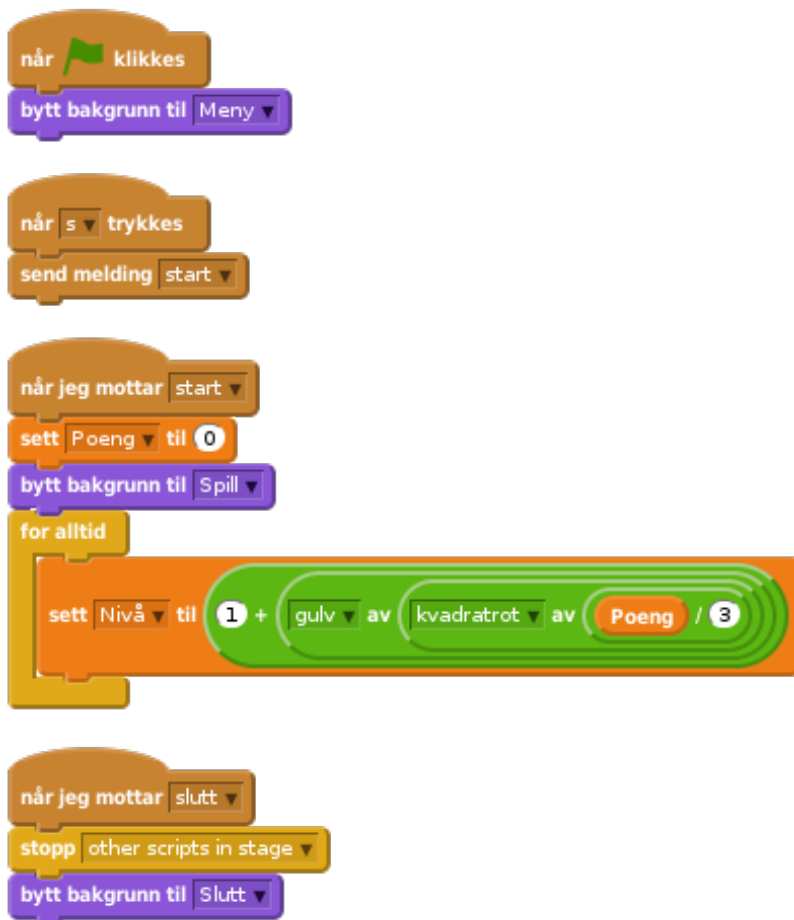 når klikkes
bytt bakgrunn til Meny
når s trykkes
send melding start
når jeg mottar start
sett Poeng til 0
bytt bakgrunn til Spill
for alltid
sett Nivå til 1 + gulv av kvadratrot av Poeng / 3
når jeg mottar slutt
stopp other scripts in stage
bytt bakgrunn til Slutt